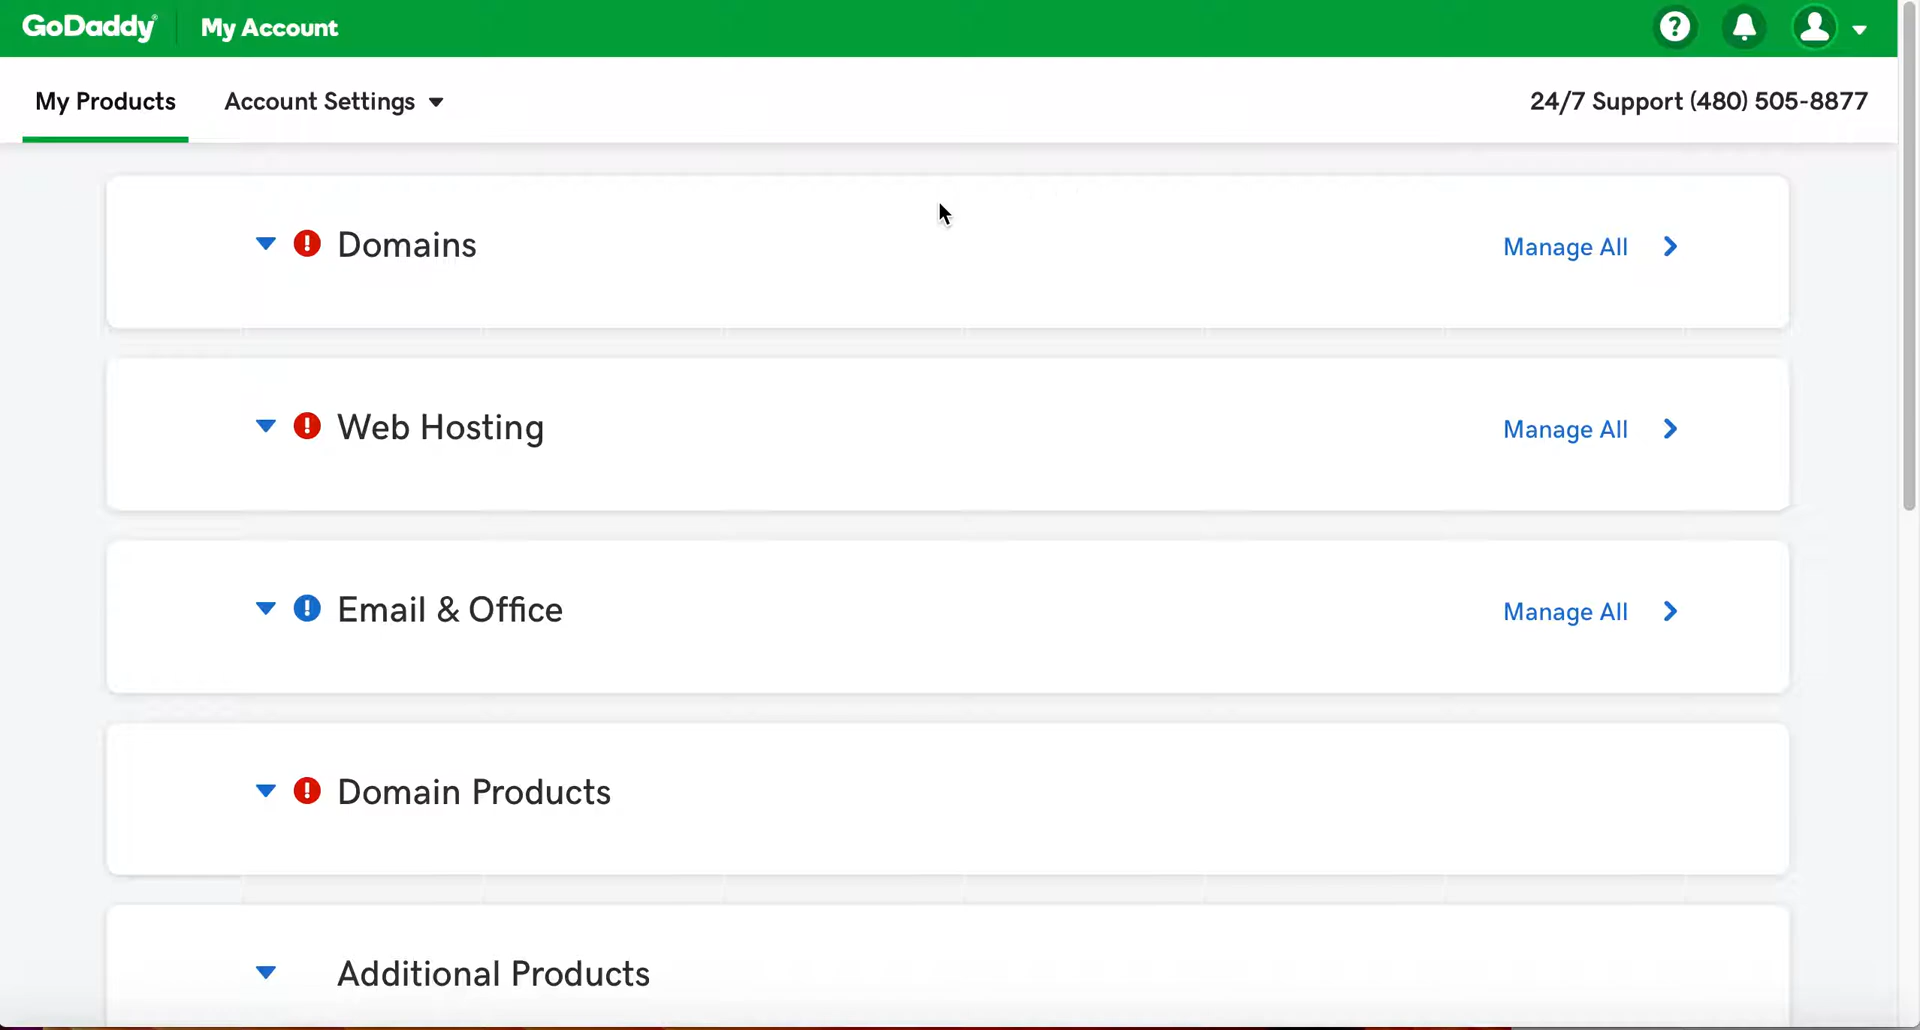 GoDaddy My Account
My Products Account Settings 24/7 Support (480) 505-8877
Domains Manage All
Web Hosting Manage All
Email & Office Manage All
Domain Products
Additional Products